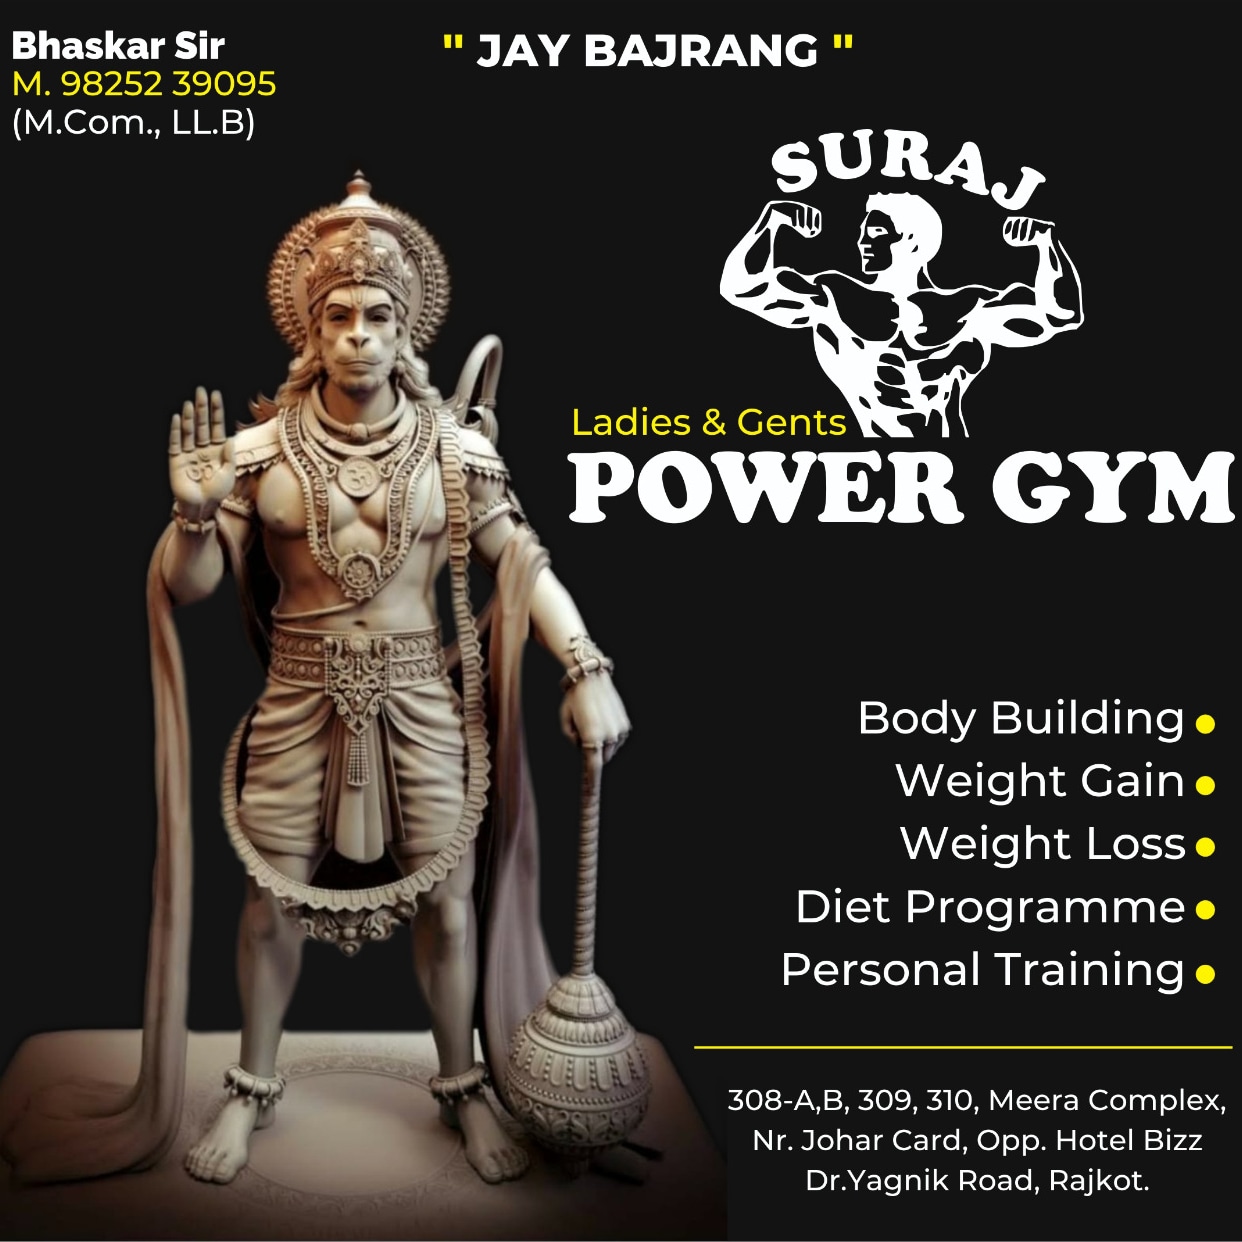 Bhaskar Sir
M. 98252 39095
(M.Com., LL.B)
" JAY BAJRANG "
SURAJ
Ladies & Gents
POWER GYM
Body Building
Weight Gain
Weight Loss
Diet Programme
Personal Training
308-A,B, 309, 310, Meera Complex,
Nr. Johar Card, Opp. Hotel Bizz
Dr.Yagnik Road, Rajkot.
ॐ
ॐ